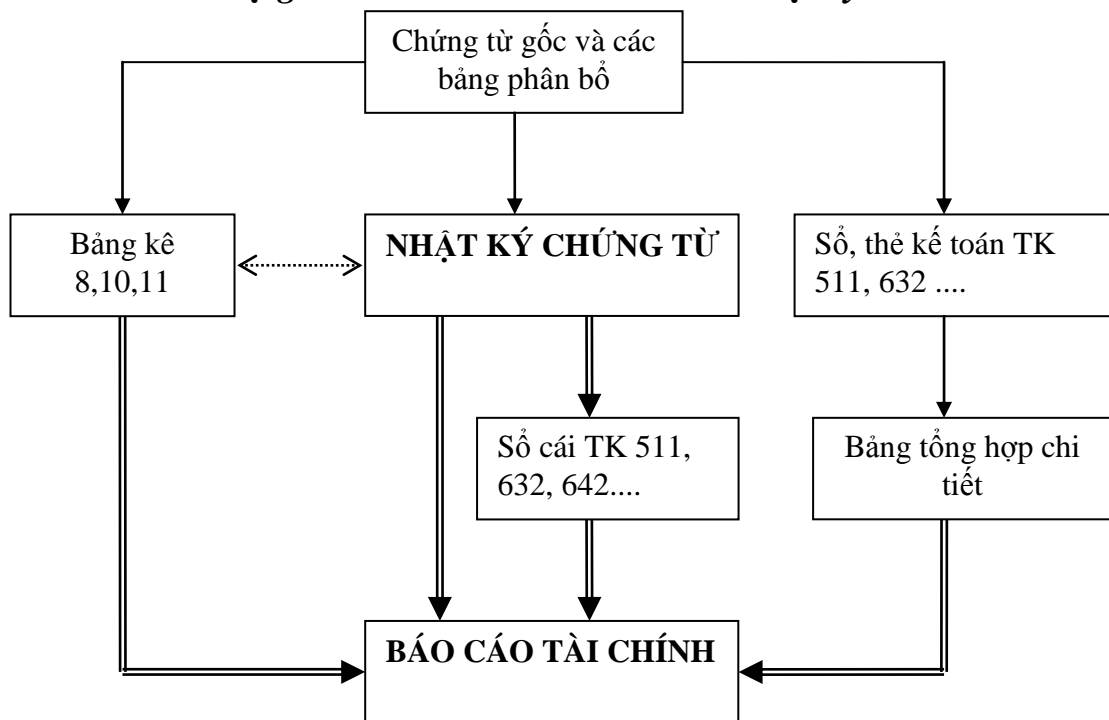 Chứng từ gốc và các
bảng phân bổ
Bảng kê
8,10,11
NHẬT KÝ CHỨNG TỪ
Sổ, thẻ kế toán TK
511, 632 ....
Sổ cái TK 511,
632, 642....
Bảng tổng hợp chi
tiết
BÁO CÁO TÀI CHÍNH